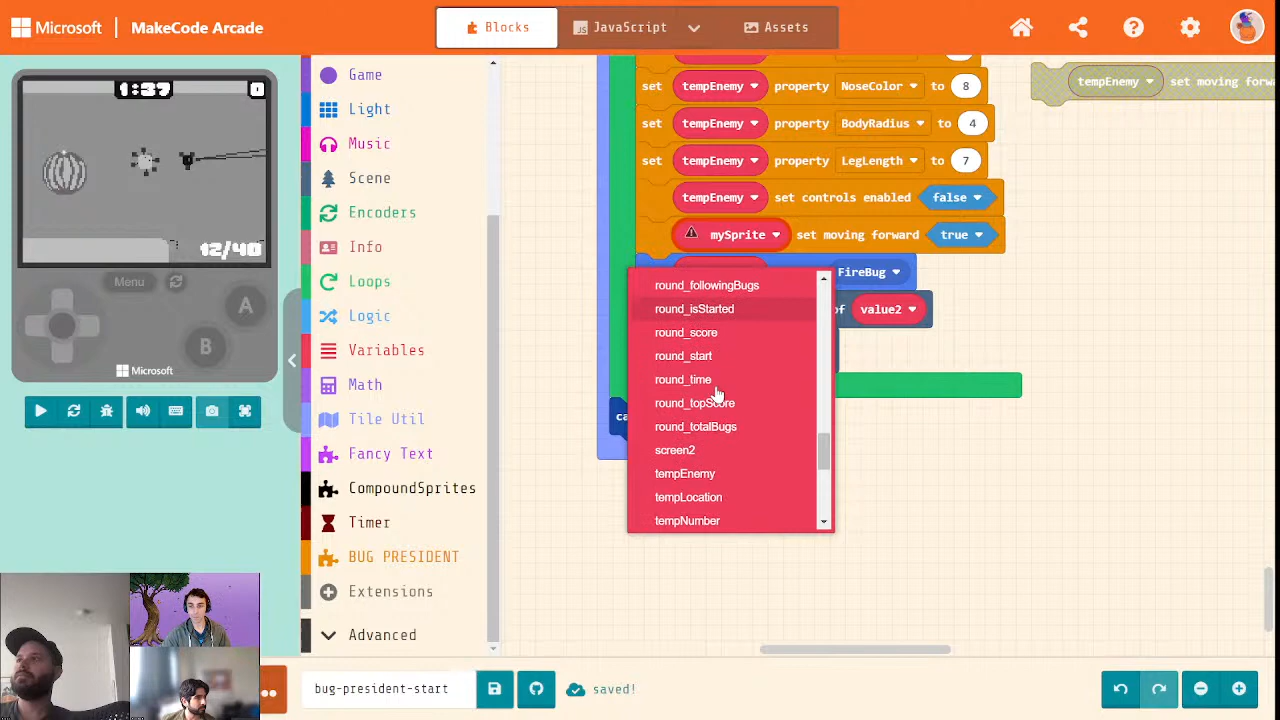 Microsoft
MakeCode Arcade
Blocks
JavaScript
Assets
1:37
0
12/40
Menu
A
B
Microsoft
Game
Light
Music
Scene
Encoders
Info
Loops
Logic
Variables
Math
Tile Util
Fancy Text
CompoundSprites
Timer
BUG PRESIDENT
Extensions
Advanced
set tempEnemy property NoseColor to 8
set tempEnemy property BodyRadius to 4
set tempEnemy property LegLength to 7
tempEnemy set controls enabled false
mySprite set moving forward true
FireBug
of value2
ca
round_followingBugs
round_isStarted
round_score
round_start
round_time
round_topScore
round_totalBugs
screen2
tempEnemy
tempLocation
tempNumber
tempEnemy set moving forwa
bug-president-start
saved!